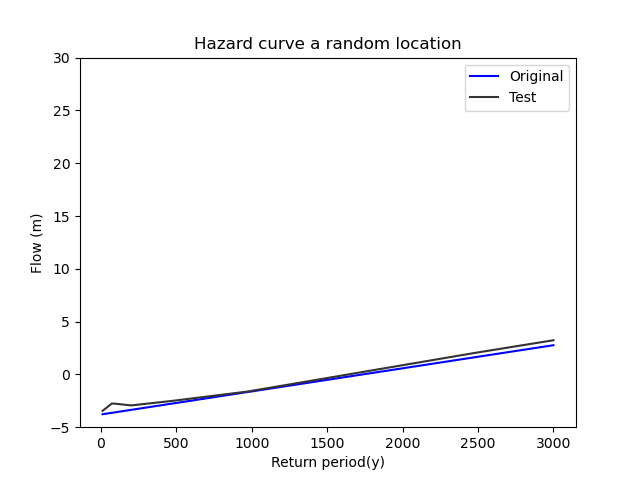 Hazard curve a random location
Original
Test
30
25
20
15
10
5
0
−5
Flow (m)
0 500 1000 1500 2000 2500 3000
Return period(y)